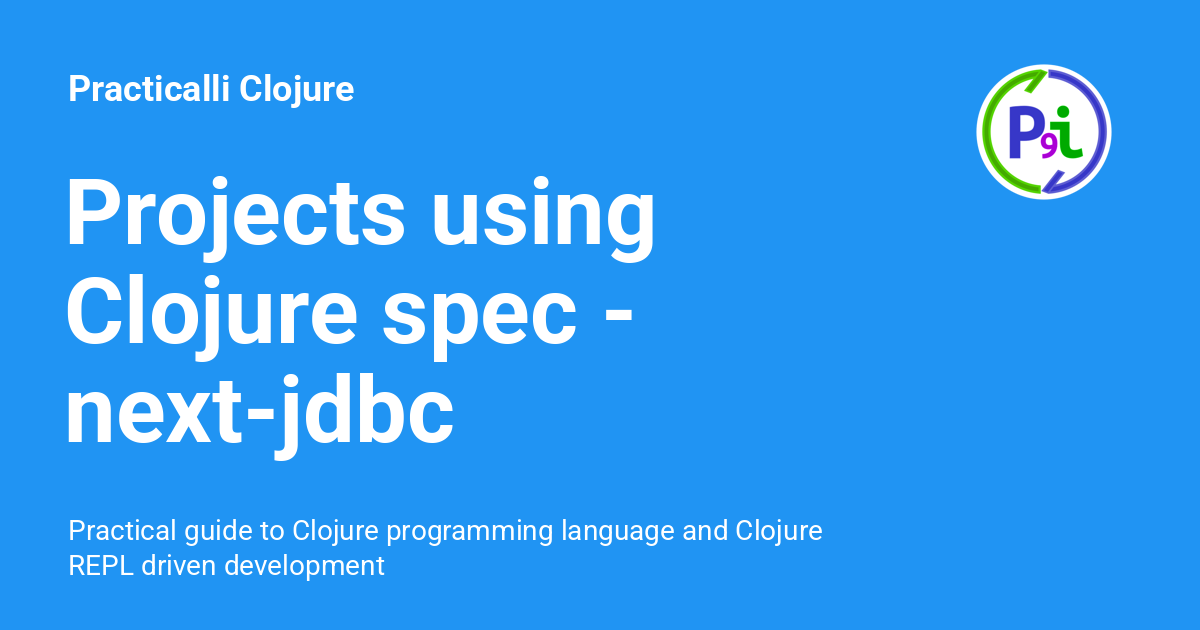 Practicalli Clojure
P9i
Projects using
Clojure spec -
next-jdbc
Practical guide to Clojure programming language and Clojure
REPL driven development